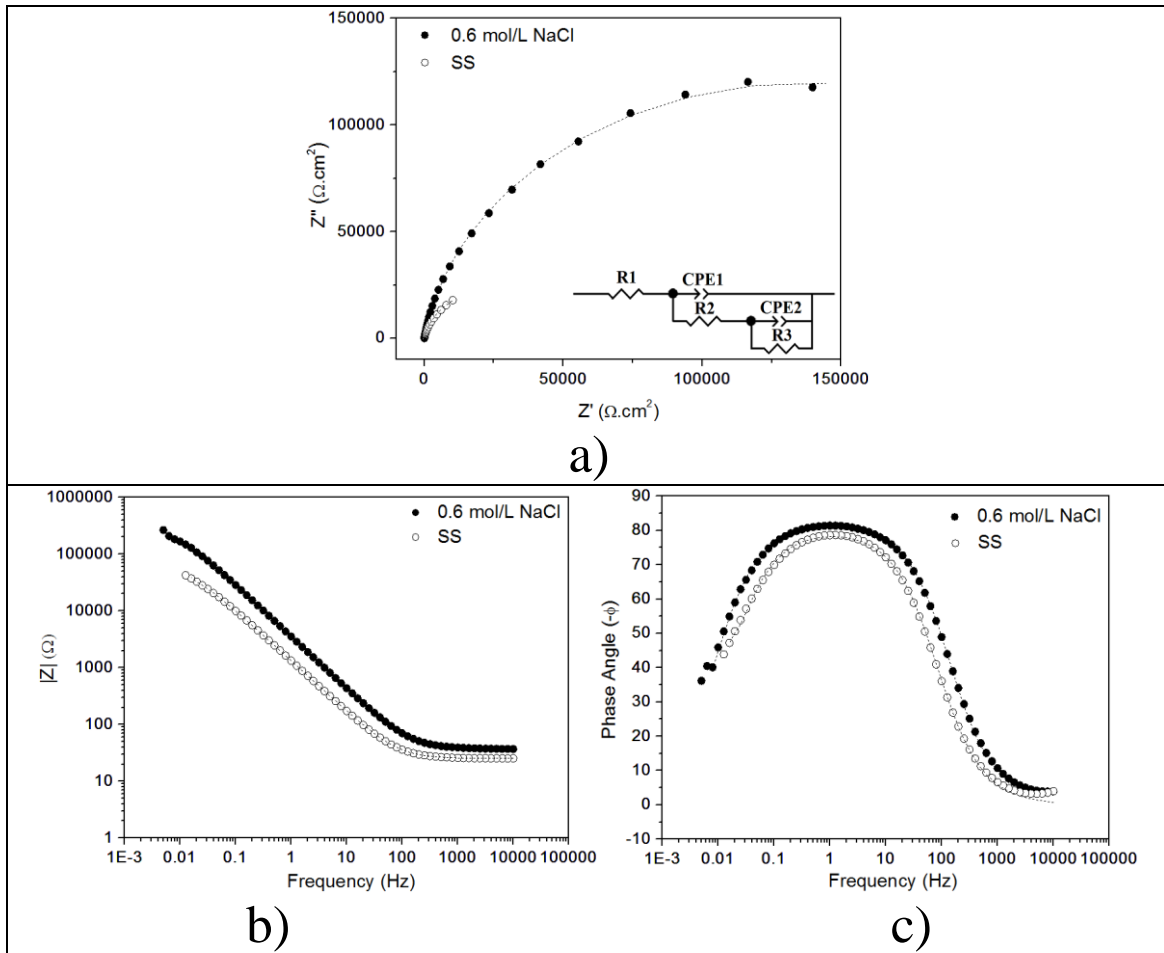 150000
100000
50000
0
Z" (Ω.cm²)
0.6 mol/L NaCl
SS
R1
CPE1
R2
CPE2
R3
0
50000
100000
150000
Z' (Ω.cm²)
a)
1000000
100000
10000
1000
100
10
1
|Z| (Ω)
0.6 mol/L NaCl
SS
1E-3
0.01
0.1
1
10
100
1000
10000
100000
Frequency (Hz)
b)
90
80
70
60
50
40
30
20
10
0
-10
Phase Angle (-ϕ)
0.6 mol/L NaCl
SS
1E-3
0.01
0.1
1
10
100
1000
10000
100000
Frequency (Hz)
c)